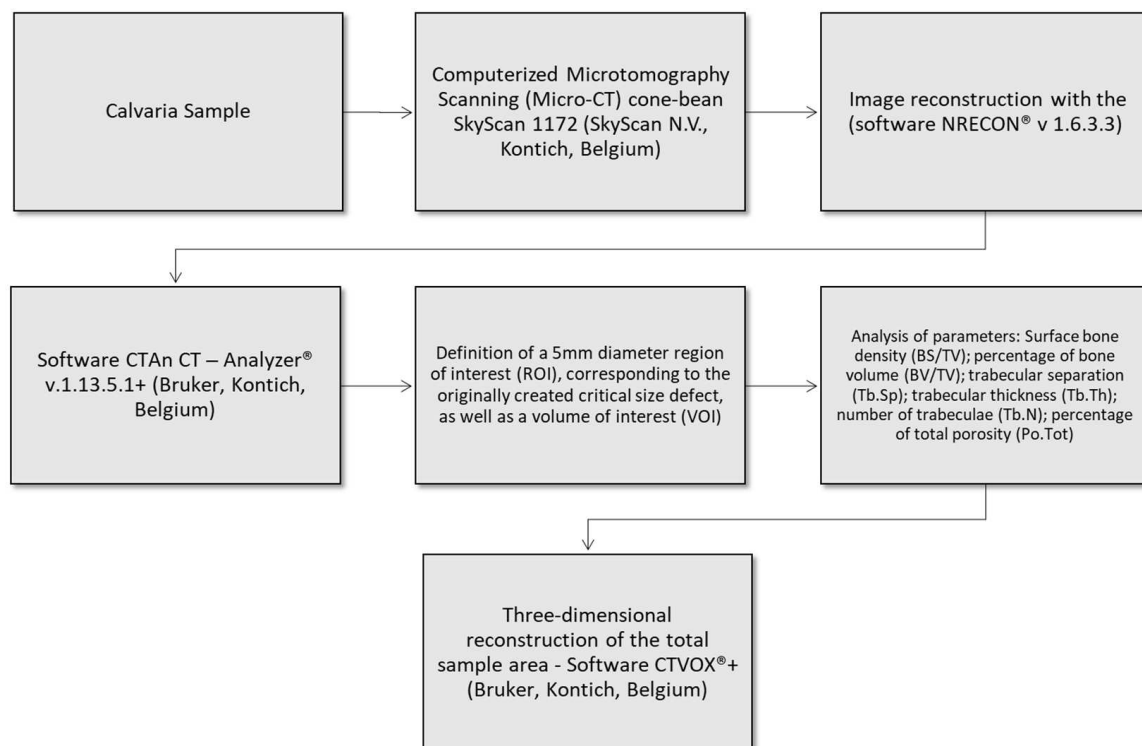 Calvaria Sample
Computerized Microtomography
Scanning (Micro-CT) cone-bean
SkyScan 1172 (SkyScan N.V.,
Kontich, Belgium)
Image reconstruction with the
(software NRECON® v 1.6.3.3)
Software CTAn CT – Analyzer®
v.1.13.5.1+ (Bruker, Kontich,
Belgium)
Definition of a 5mm diameter region
of interest (ROI), corresponding to the
originally created critical size defect,
as well as a volume of interest (VOI)
Analysis of parameters: Surface bone
density (BS/TV); percentage of bone
volume (BV/TV); trabecular separation
(Tb.Sp); trabecular thickness (Tb.Th);
number of trabeculae (Tb.N); percentage
of total porosity (Po.Tot)
Three-dimensional
reconstruction of the total
sample area - Software CTVOX®+
(Bruker, Kontich, Belgium)